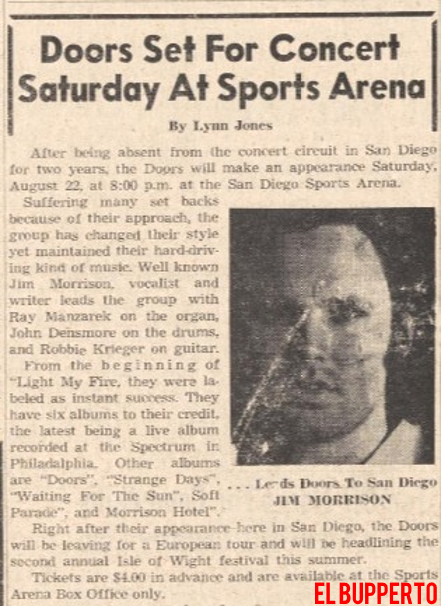 Doors Set For Concert
Saturday At Sports Arena
By Lynn Jones
After being absent from the concert circuit in San Diego
for two years, the Doors will make an appearance Saturday,
August 22, at 8:00 p.m. at the San Diego Sports Arena.
Suffering many set backs
because of their approach, the
group has changed their style
yet maintained their hard-driv-
ing kind of music. Well known
Jim Morrison, vocalist and
writer leads the group with
Ray Manzarek on the organ,
John Densmore on the drums,
and Robbie Krieger on guitar.
From the beginning of
"Light My Fire, they were la-
beled as instant success. They
have six albums to their credit,
the latest being a live album
recorded at the Spectrum in
Philadalphia. Other albums
are "Doors", "Strange Days",
"Waiting For The Sun", Soft
Parade", and Morrison Hotel".
. . . Leads Doors To San Diego
JIM MORRISON
Right after their appearance here in San Diego, the Doors
will be leaving for a European tour and will be headlining the
second annual Isle of Wight festival this summer.
Tickets are $4.00 in advance and are available at the Sports
Arena Box Office only.
EL BUPPERTO